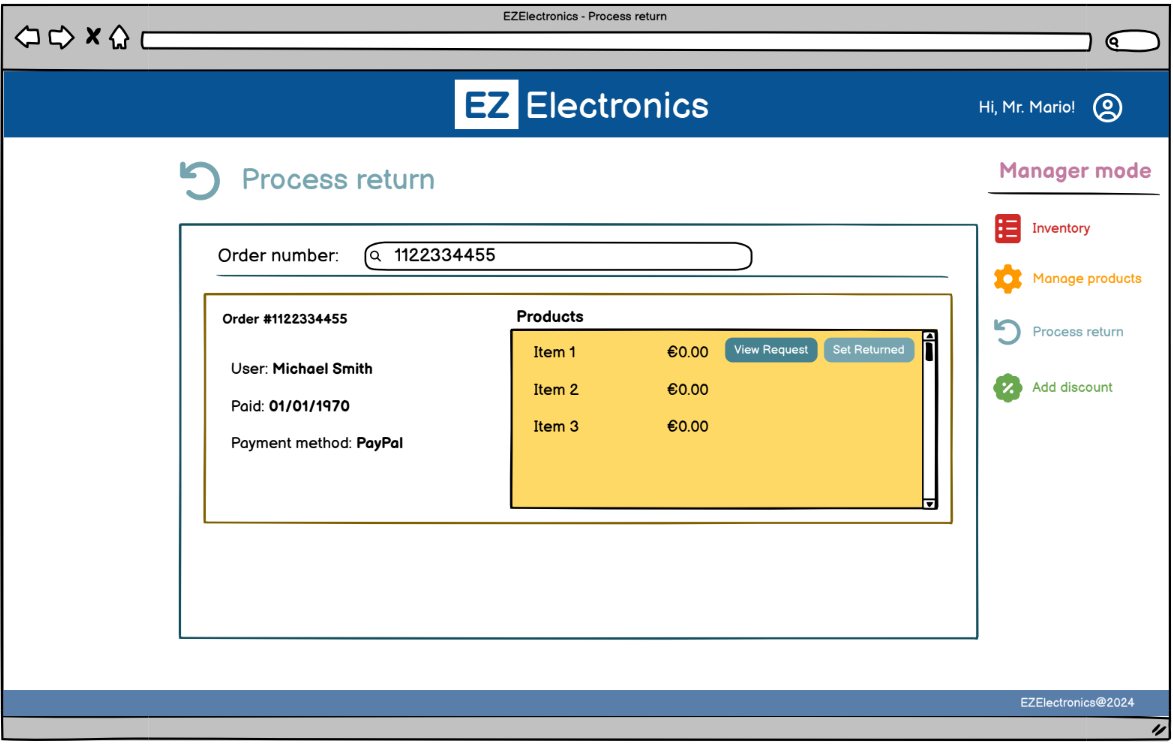 EZElectronics - Process return
EZ Electronics
Hi, Mr. Mario!
Process return
Order number: 1122334455
Order #1122334455
User: Michael Smith
Paid: 01/01/1970
Payment method: PayPal
Products
Item 1 €0.00 View Request Set Returned
Item 2 €0.00
Item 3 €0.00
Manager mode
Inventory
Manage products
Process return
Add discount
EZElectronics@2024